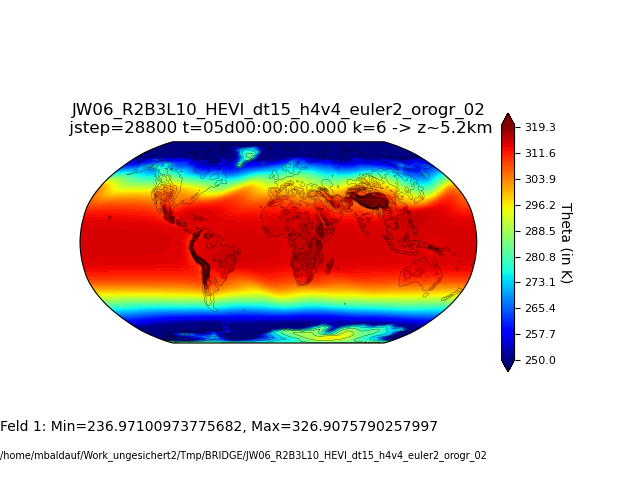 JW06_R2B3L10_HEVI_dt15_h4v4_euler2_orogr_02
jstep=28800 t=05d00:00:00.000 k=6 -> z~5.2km
319.3
311.6
303.9
296.2
288.5
280.8
273.1
265.4
257.7
250.0
Theta (in K)
Feld 1: Min=236.97100973775682, Max=326.9075790257997
/home/mbaldauf/Work_ungesichert2/Tmp/BRIDGE/JW06_R2B3L10_HEVI_dt15_h4v4_euler2_orogr_02